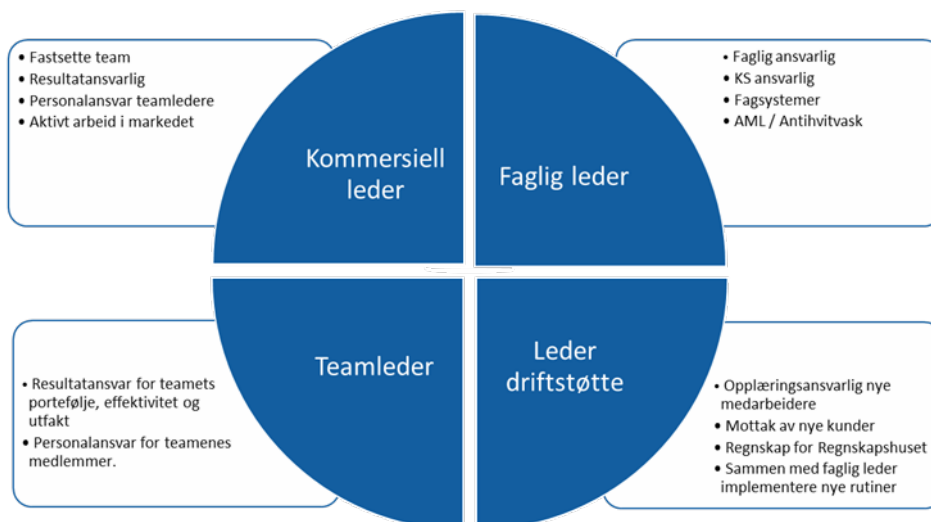 • Fastsette team
• Resultatansvarlig
• Personalansvar teamledere
• Aktivt arbeid i markedet
Kommersiell
leder
• Faglig ansvarlig
• KS ansvarlig
• Fagsystemer
• AML / Antihvitvask
Faglig leder
• Resultatansvar for teamets
portefølje, effektivitet og
utfakt
• Personalansvar for teamenes
medlemmer.
Teamleder
Leder
driftstøtte
• Opplæringsansvarlig nye
medarbeidere
• Mottak av nye kunder
• Regnskap for Regnskapshuset
• Sammen med faglig leder
implementere nye rutiner